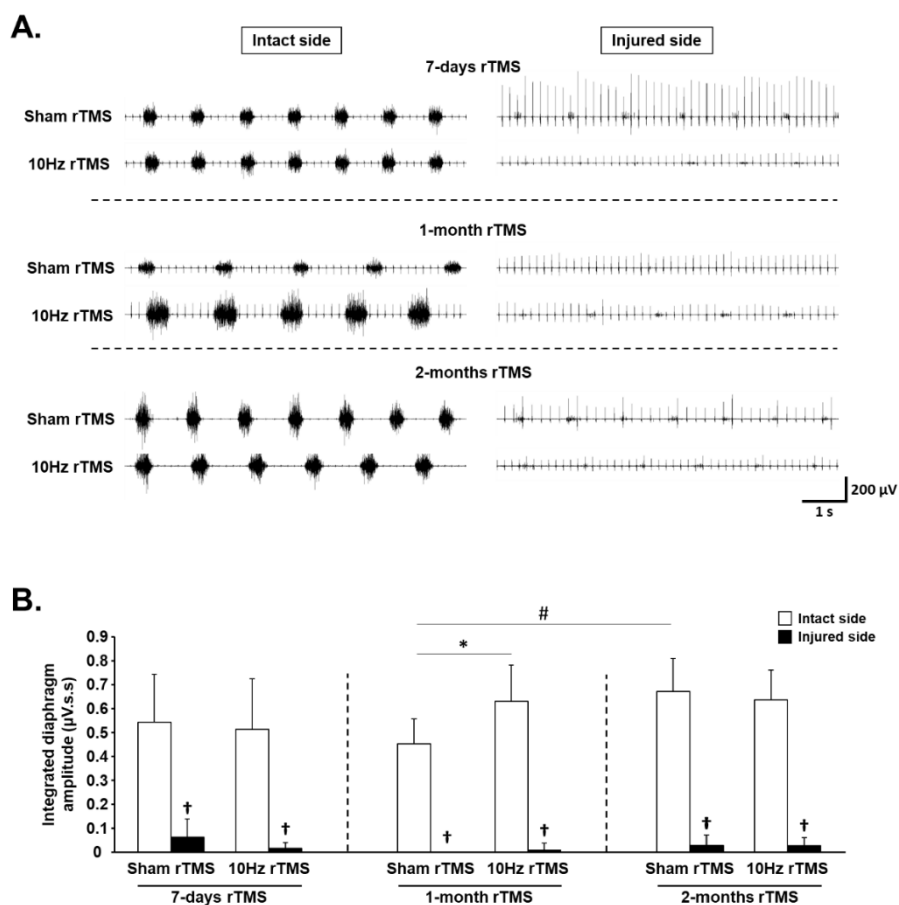 A.
Intact side
Injured side
7-days rTMS
Sham rTMS
10Hz rTMS
1-month rTMS
Sham rTMS
10Hz rTMS
2-months rTMS
Sham rTMS
10Hz rTMS
200 µV
1 s
B.
Intact side
Injured side
Integrated diaphragm
amplitude (µV.s.s)
0.9
0.8
0.7
0.6
0.5
0.4
0.3
0.2
0.1
0
#
*
† † † † † †
Sham rTMS 10Hz rTMS Sham rTMS 10Hz rTMS Sham rTMS 10Hz rTMS
7-days rTMS 1-month rTMS 2-months rTMS